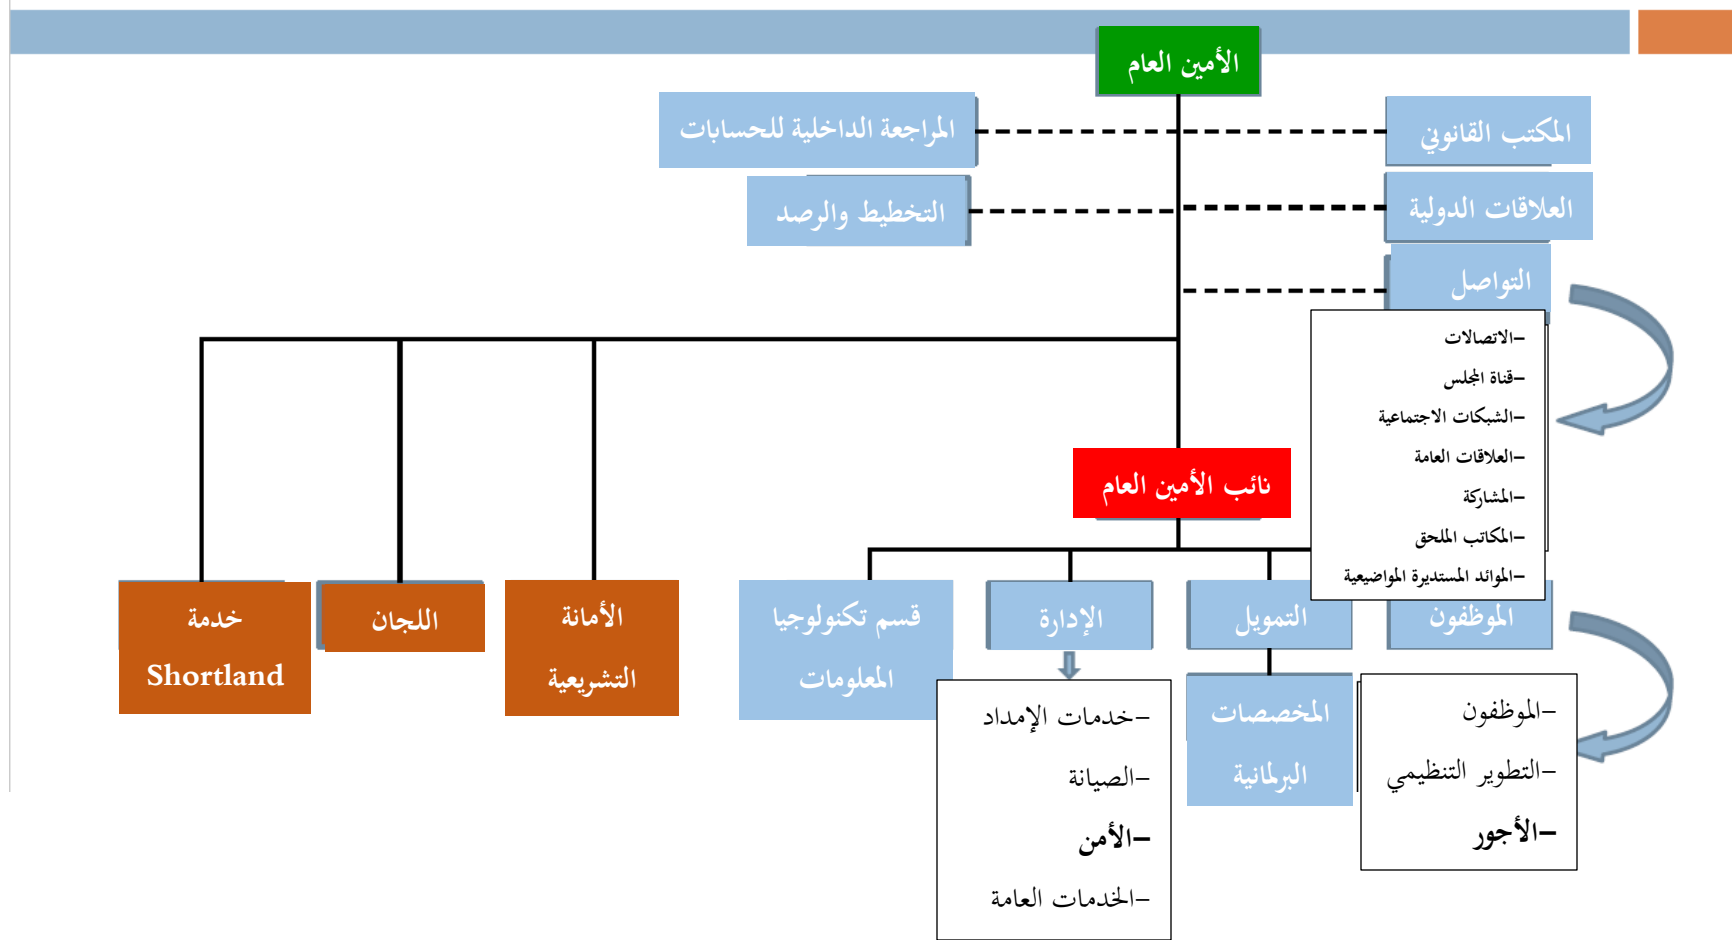 الأمين العام
المكتب القانوني
المراجعة الداخلية للحسابات
العلاقات الدولية
التخطيط والرصد
التواصل
–الاتصالات
–قناة المجلس
–الشبكات الاجتماعية
–العلاقات العامة
–المشاركة
–المكاتب الملحق
–الموائد المستديرة المواضيعية
نائب الأمين العام
الموظفون
التمويل
الإدارة
قسم تكنولوجيا
المعلومات
الأمانة
التشريعية
اللجان
خدمة
Shortland
–الموظفون
–التطوير التنظيمي
–الأجور
المخصصات
البرلمانية
–خدمات الإمداد
–الصيانة
–الأمن
–الخدمات العامة